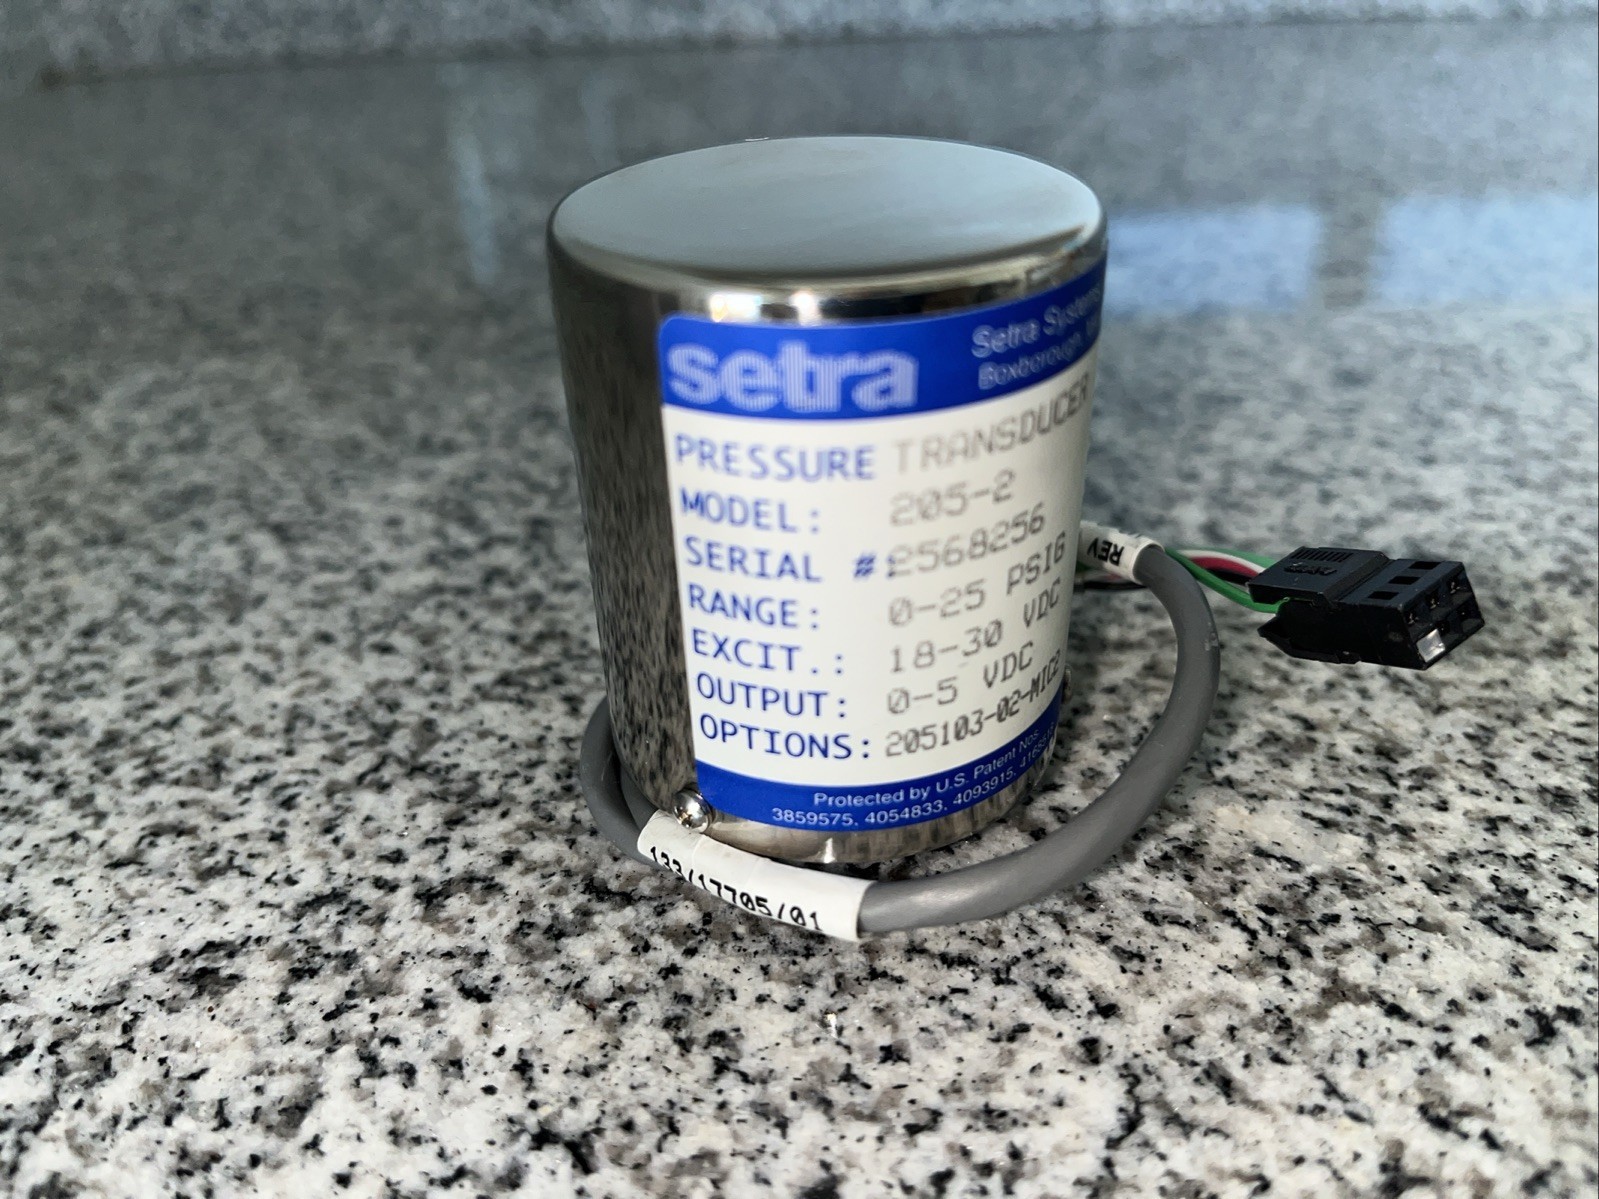 setra
Setra Systems
Boxborough,
PRESSURE TRANSDUCER
MODEL: 205-2
SERIAL # 2568256
RANGE: 0-25 PSIG
EXCIT.: 18-30 VDC
OUTPUT: 0-5 VDC
OPTIONS: 205103-02-MIC2
Protected by U.S. Patent Nos.
3859575, 4054833, 4093915,
REV
133/17705/01